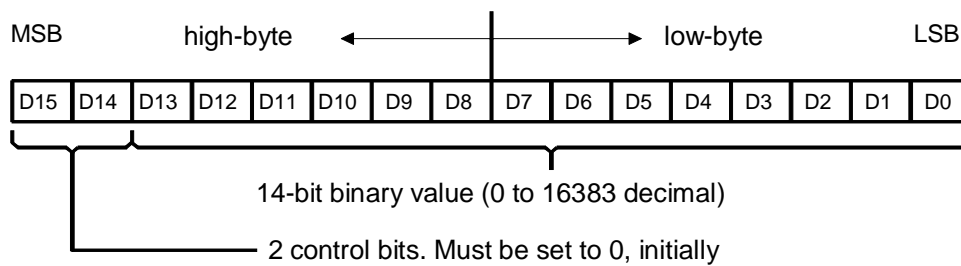 MSB high-byte low-byte LSB
D15 D14 D13 D12 D11 D10 D9 D8 D7 D6 D5 D4 D3 D2 D1 D0
14-bit binary value (0 to 16383 decimal)
2 control bits. Must be set to 0, initially